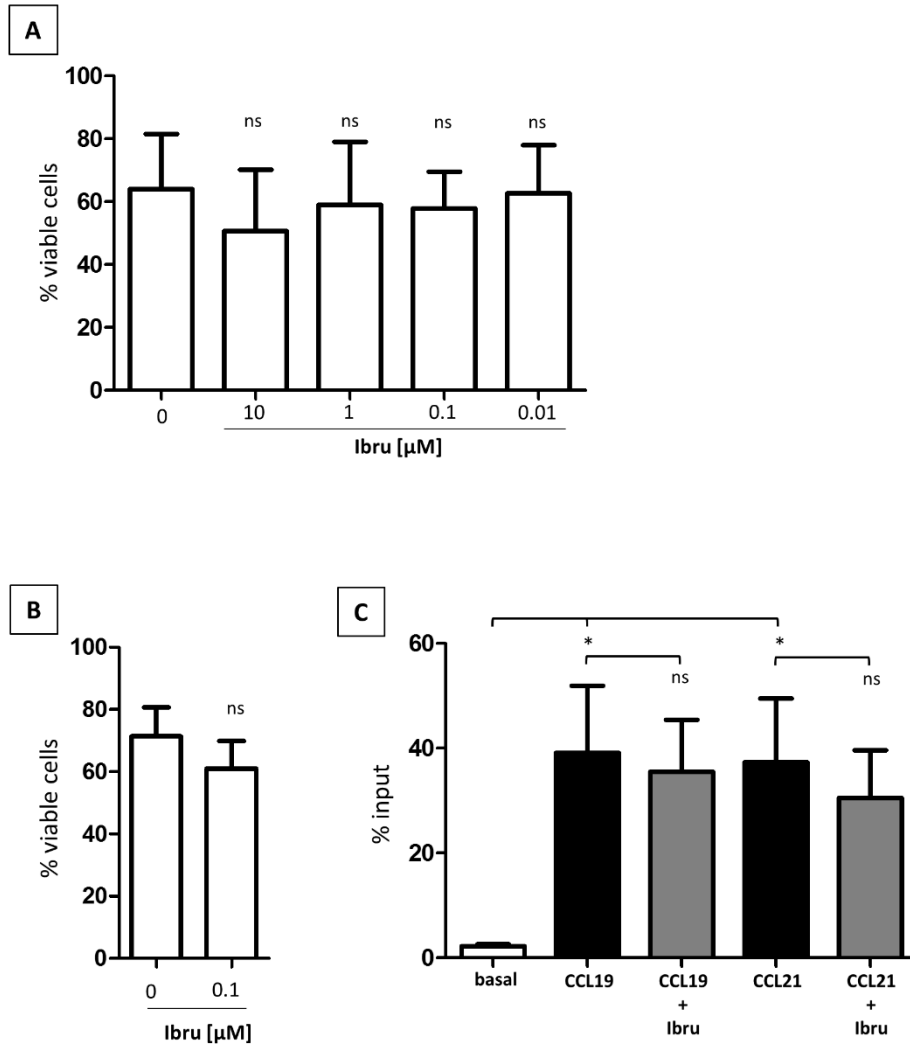 A
100
80
60
40
20
0
% viable cells
ns ns ns ns
0 10 1 0.1 0.01
Ibru [µM]
B
100
80
60
40
20
0
% viable cells
ns
0 0.1
Ibru [µM]
C
60
40
20
0
% input
* *
ns ns
basal CCL19 CCL19 CCL21 CCL21
+ +
Ibru Ibru